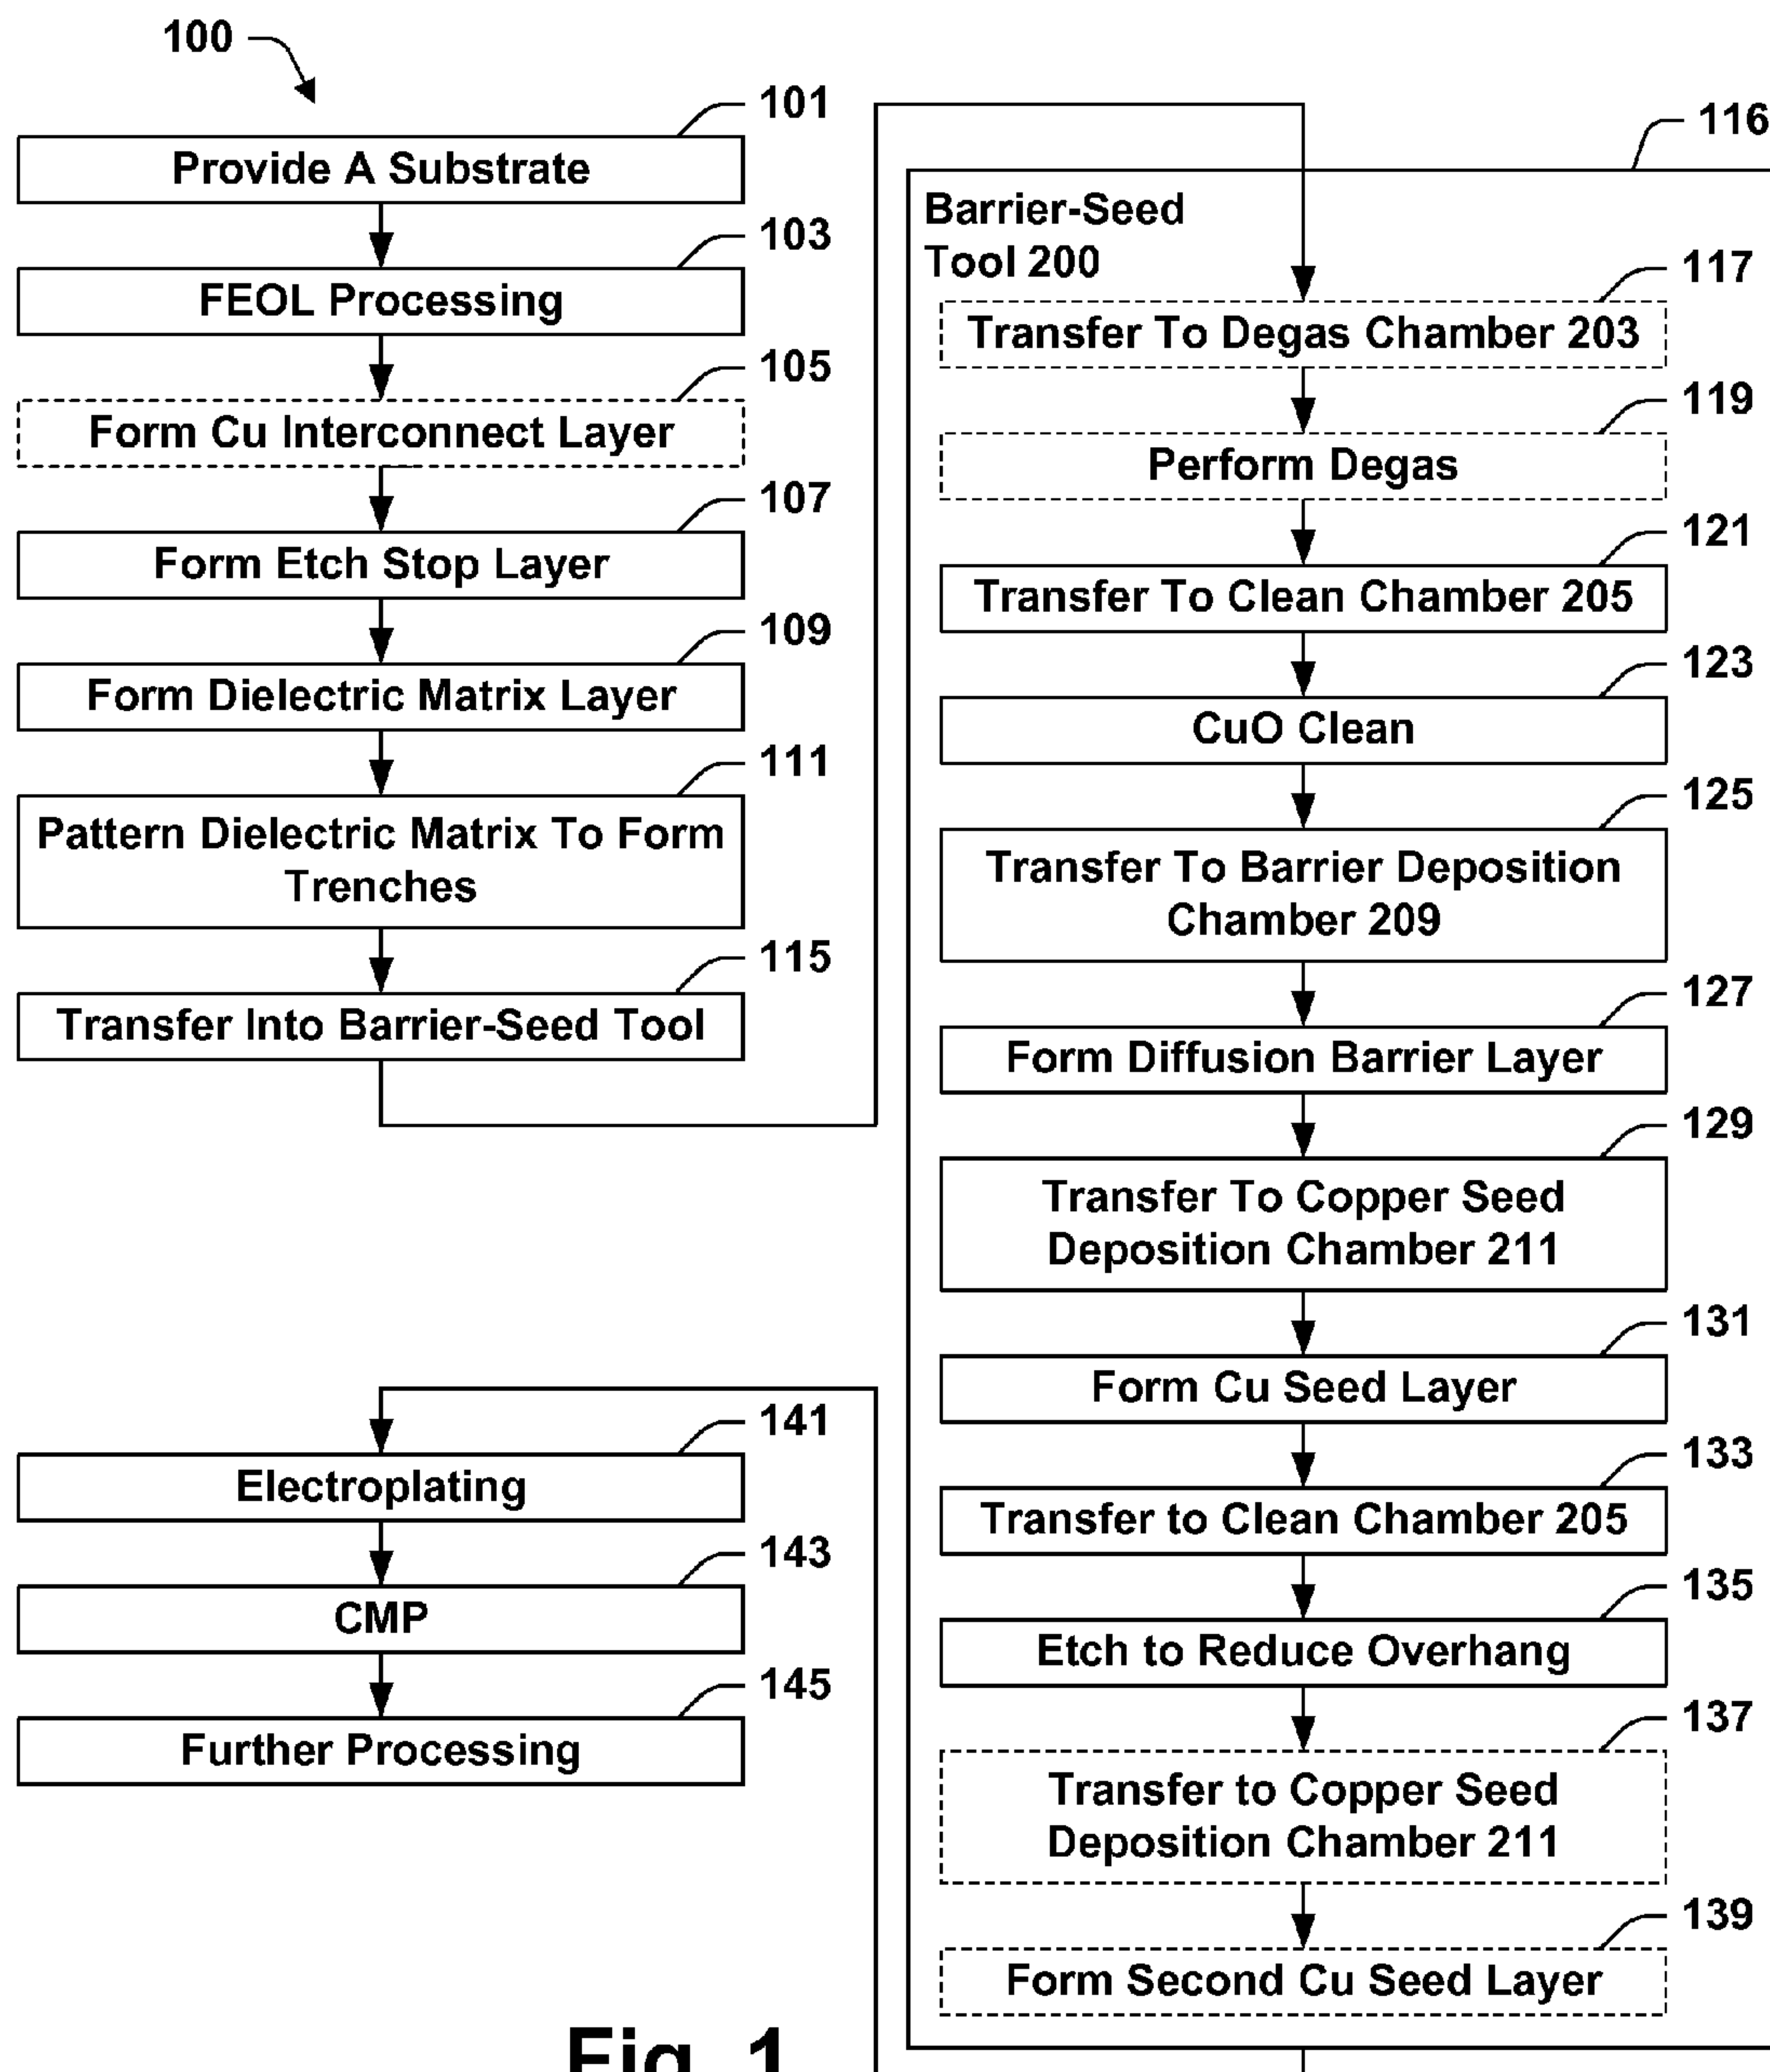 100
101
Provide A Substrate
103
FEOL Processing
105
Form Cu Interconnect Layer
107
Form Etch Stop Layer
109
Form Dielectric Matrix Layer
111
Pattern Dielectric Matrix To Form
Trenches
115
Transfer Into Barrier-Seed Tool
116
Barrier-Seed
Tool 200
117
Transfer To Degas Chamber 203
119
Perform Degas
121
Transfer To Clean Chamber 205
123
CuO Clean
125
Transfer To Barrier Deposition
Chamber 209
127
Form Diffusion Barrier Layer
129
Transfer To Copper Seed
Deposition Chamber 211
131
Form Cu Seed Layer
133
Transfer to Clean Chamber 205
135
Etch to Reduce Overhang
137
Transfer to Copper Seed
Deposition Chamber 211
139
Form Second Cu Seed Layer
141
Electroplating
143
CMP
145
Further Processing
Fig. 1